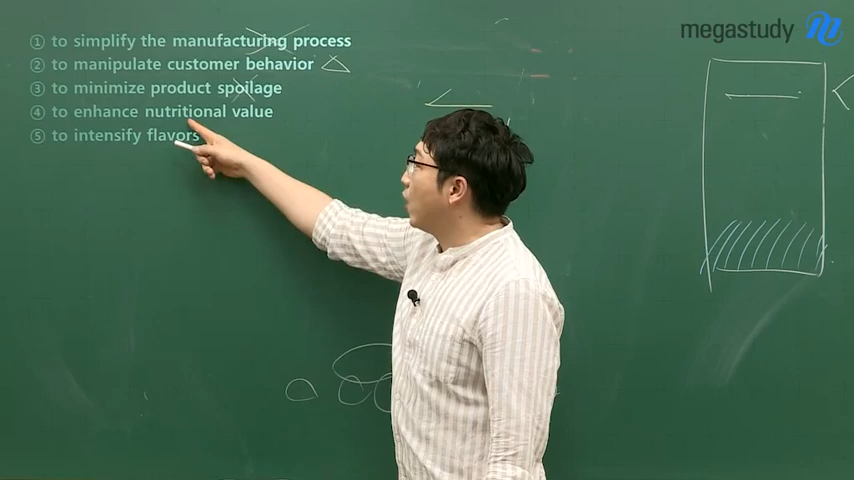 megastudy
① to simplify the manufacturing process
② to manipulate customer behavior
③ to minimize product spoilage
④ to enhance nutritional value
⑤ to intensify flavors